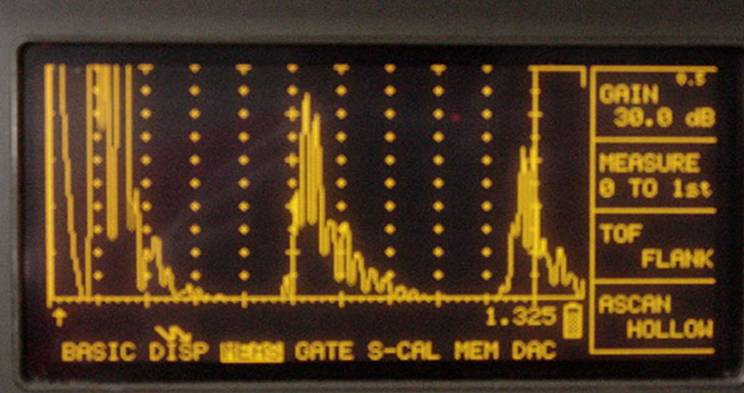 0.5
GAIN
30.0 dB
MEASURE
0 TO 1st
TOF
FLANK
ASCAN
HOLLOW
1.325
BASIC DISP MEAS GATE S-CAL MEM DAC